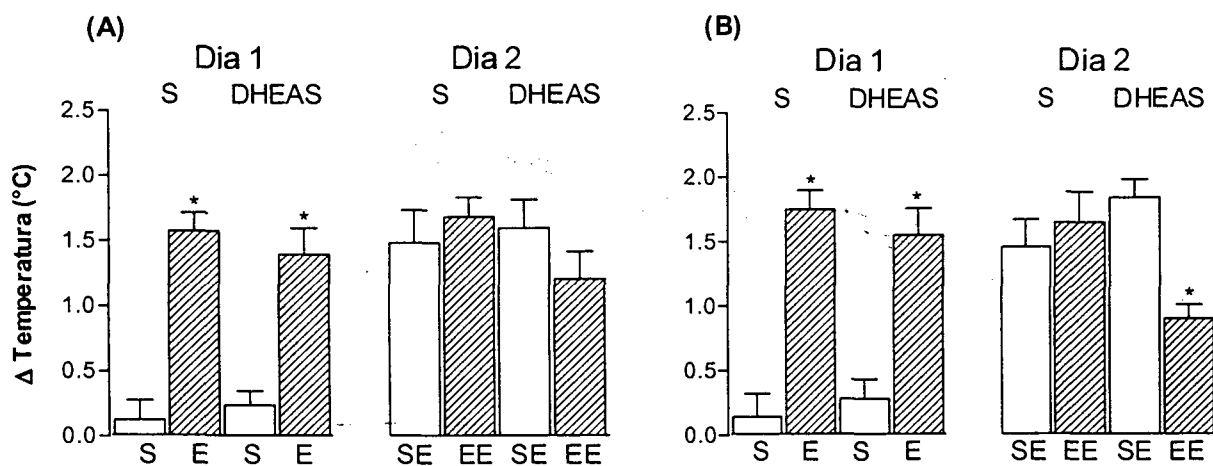 (A)
Dia 1 Dia 2
S DHEAS S DHEAS
Δ Temperatura (°C)
2.5
2.0
1.5
1.0
0.5
0.0
* *
S E S E SE EE SE EE
(B)
Dia 1 Dia 2
S DHEAS S DHEAS
2.5
2.0
1.5
1.0
0.5
0.0
* * *
S E S E SE EE SE EE